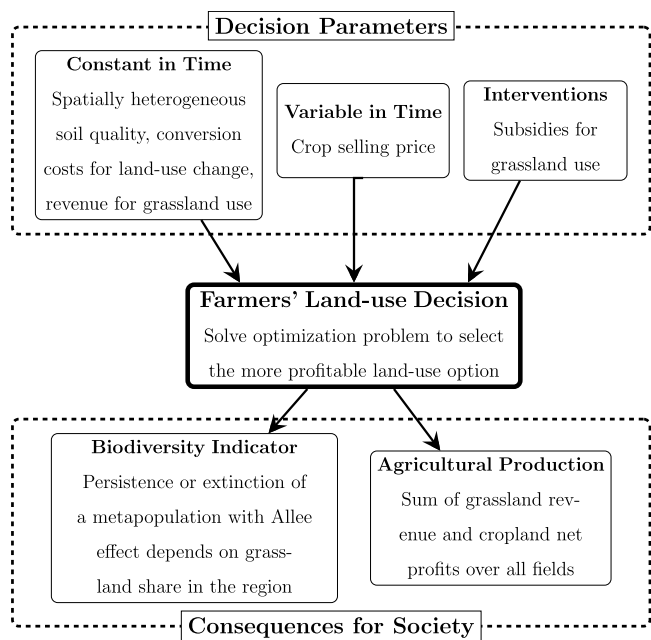 Decision Parameters
Constant in Time
Spatially heterogeneous
soil quality, conversion
costs for land-use change,
revenue for grassland use
Variable in Time
Crop selling price
Interventions
Subsidies for
grassland use
Farmers' Land-use Decision
Solve optimization problem to select
the more profitable land-use option
Biodiversity Indicator
Persistence or extinction of
a metapopulation with Allee
effect depends on grass-
land share in the region
Agricultural Production
Sum of grassland rev-
enue and cropland net
profits over all fields
Consequences for Society